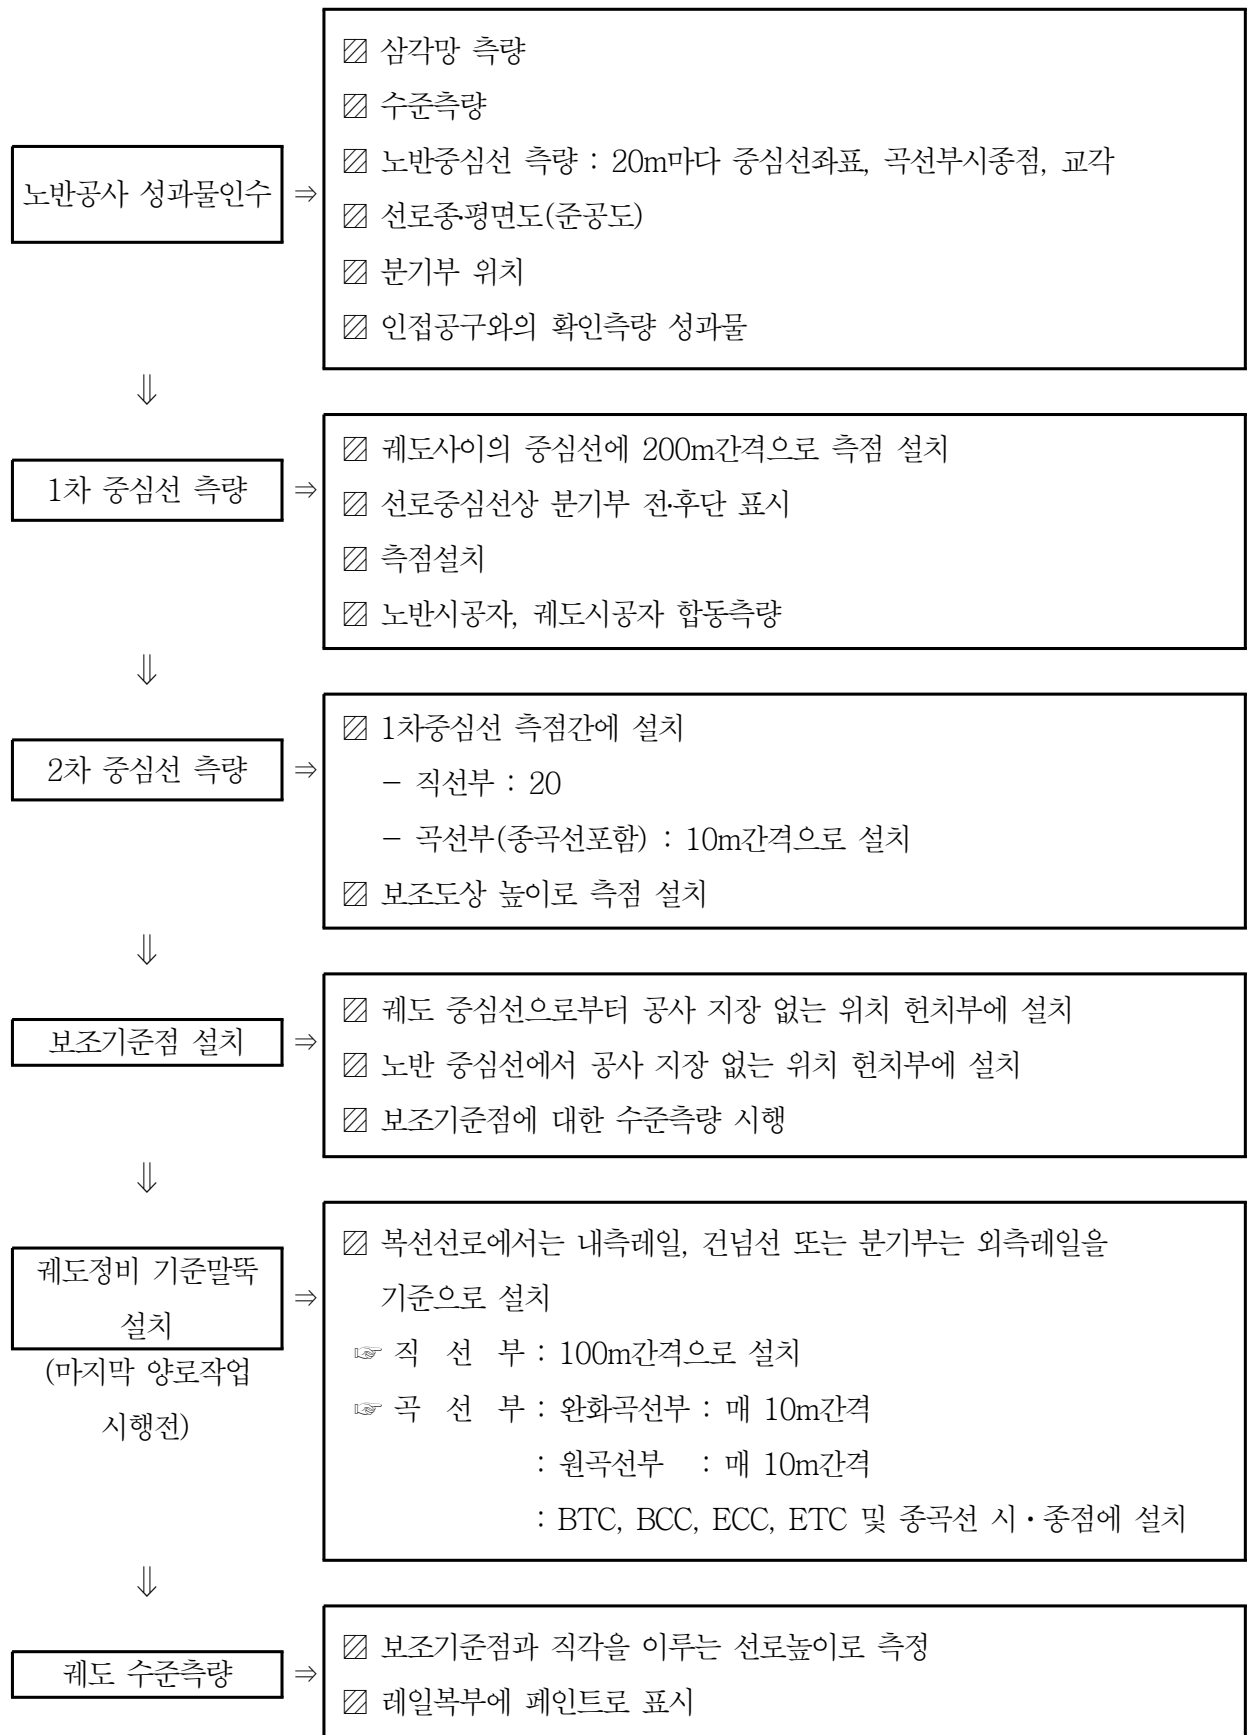 노반공사 성과물인수
⇒
▨ 삼각망 측량
▨ 수준측량
▨ 노반중심선 측량 : 20m마다 중심선좌표, 곡선부시종점, 교각
▨ 선로종·평면도(준공도)
▨ 분기부 위치
▨ 인접공구와의 확인측량 성과물
⇓
1차 중심선 측량
⇒
▨ 궤도사이의 중심선에 200m간격으로 측점 설치
▨ 선로중심선상 분기부 전·후단 표시
▨ 측점설치
▨ 노반시공자, 궤도시공자 합동측량
⇓
2차 중심선 측량
⇒
▨ 1차중심선 측점간에 설치
- 직선부 : 20
- 곡선부(종곡선포함) : 10m간격으로 설치
▨ 보조도상 높이로 측점 설치
⇓
보조기준점 설치
⇒
▨ 궤도 중심선으로부터 공사 지장 없는 위치 헌치부에 설치
▨ 노반 중심선에서 공사 지장 없는 위치 헌치부에 설치
▨ 보조기준점에 대한 수준측량 시행
⇓
궤도정비 기준말뚝
설치
(마지막 양로작업
시행전)
⇒
▨ 복선선로에서는 내측레일, 건넘선 또는 분기부는 외측레일을
기준으로 설치
☞ 직 선 부 : 100m간격으로 설치
☞ 곡 선 부 : 완화곡선부 : 매 10m간격
: 원곡선부 : 매 10m간격
: BTC, BCC, ECC, ETC 및 종곡선 시·종점에 설치
⇓
궤도 수준측량
⇒
▨ 보조기준점과 직각을 이루는 선로높이로 측정
▨ 레일복부에 페인트로 표시